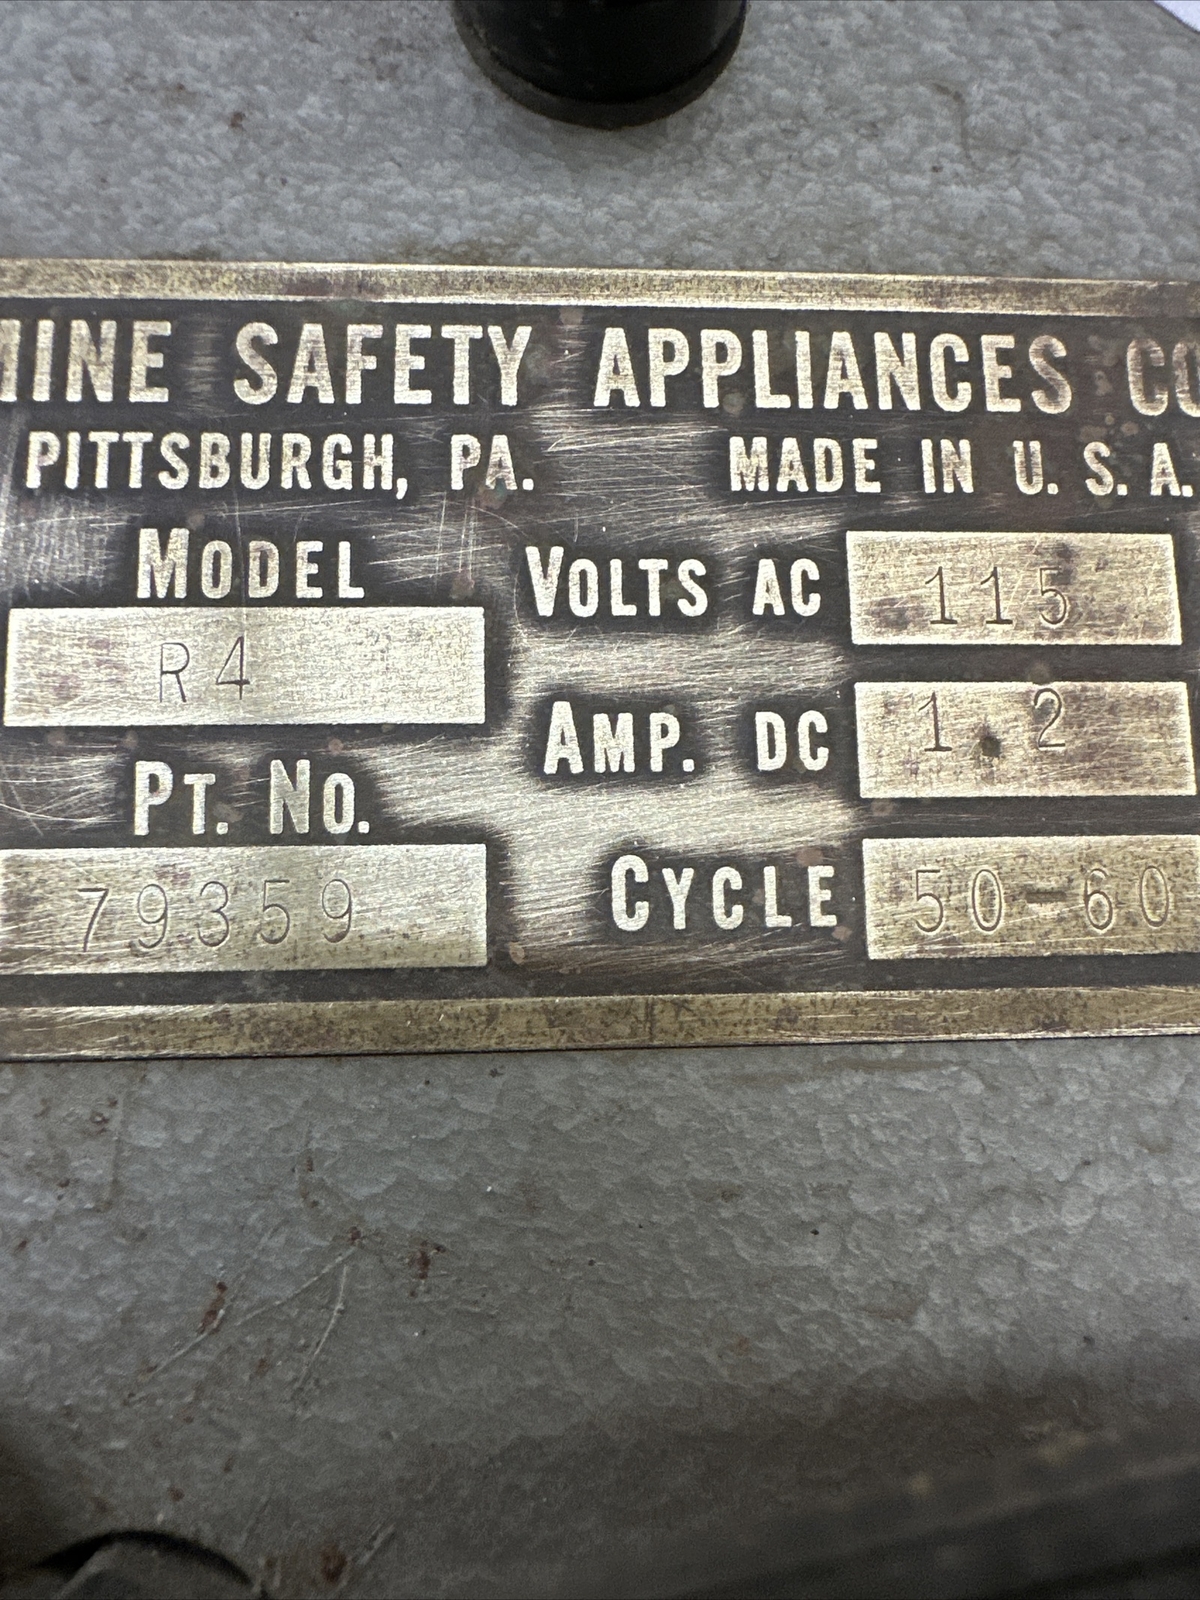 MINE SAFETY APPLIANCES CO
PITTSBURGH, PA. MADE IN U. S. A.
MODEL VOLTS AC 115
R4
AMP. DC 1.2
PT. NO.
CYCLE 50-60
79359